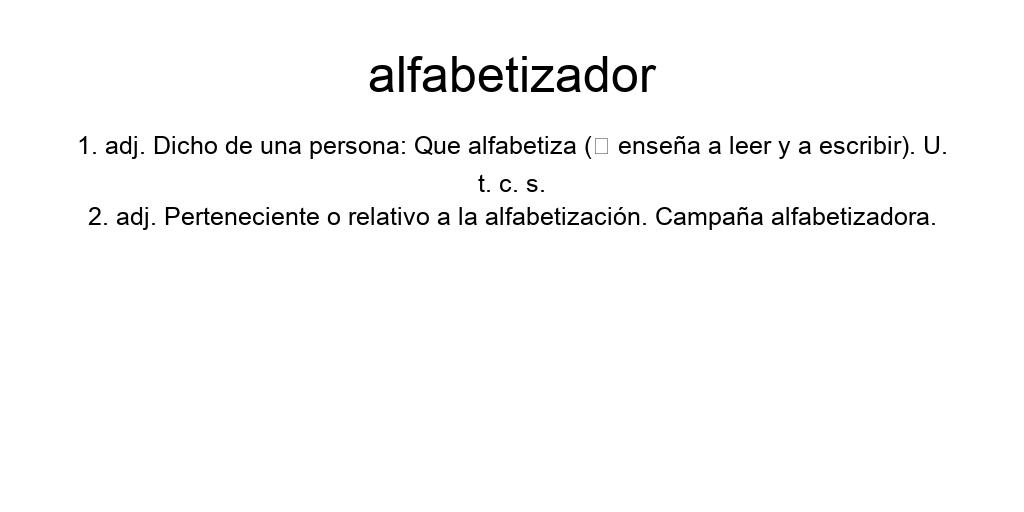 alfabetizador
1. adj. Dicho de una persona: Que alfabetiza (▯ enseña a leer y a escribir). U.
t. c. s.
2. adj. Perteneciente o relativo a la alfabetización. Campaña alfabetizadora.